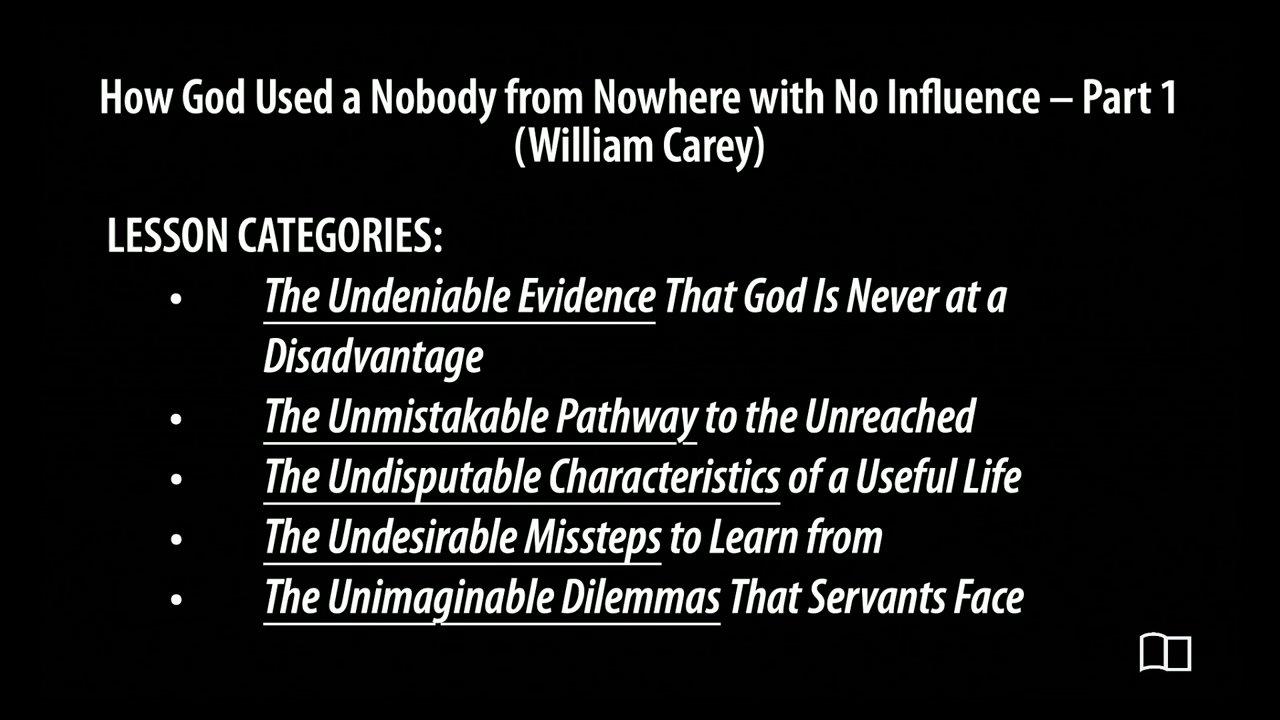 How God Used a Nobody from Nowhere with No Influence – Part 1
(William Carey)
LESSON CATEGORIES:
• The Undeniable Evidence That God Is Never at a
Disadvantage
• The Unmistakable Pathway to the Unreached
• The Undisputable Characteristics of a Useful Life
• The Undesirable Missteps to Learn from
• The Unimaginable Dilemmas That Servants Face